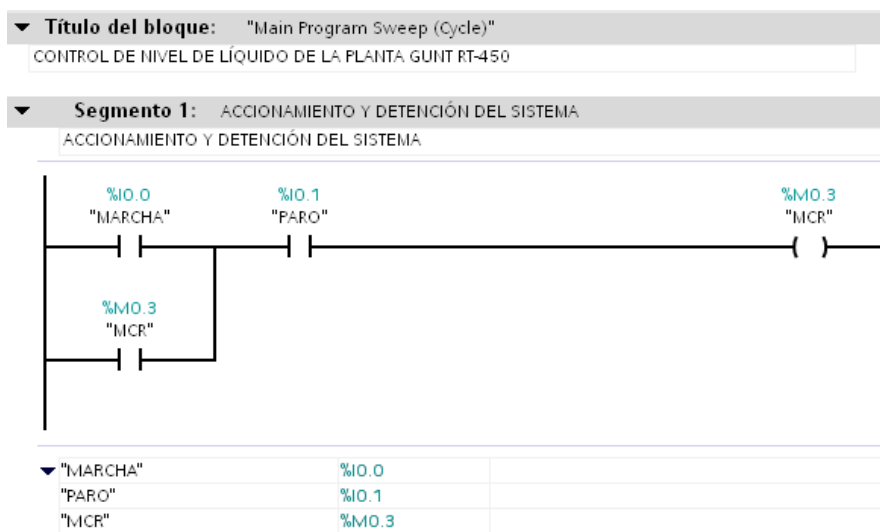 Título del bloque: "Main Program Sweep (Cycle)"
CONTROL DE NIVEL DE LÍQUIDO DE LA PLANTA GUNT RT-450
Segmento 1: ACCIONAMIENTO Y DETENCIÓN DEL SISTEMA
ACCIONAMIENTO Y DETENCIÓN DEL SISTEMA
%I0.0 %I0.1 %M0.3
"MARCHA" "PARO" "MCR"
%M0.3
"MCR"
"MARCHA" %I0.0
"PARO" %I0.1
"MCR" %M0.3